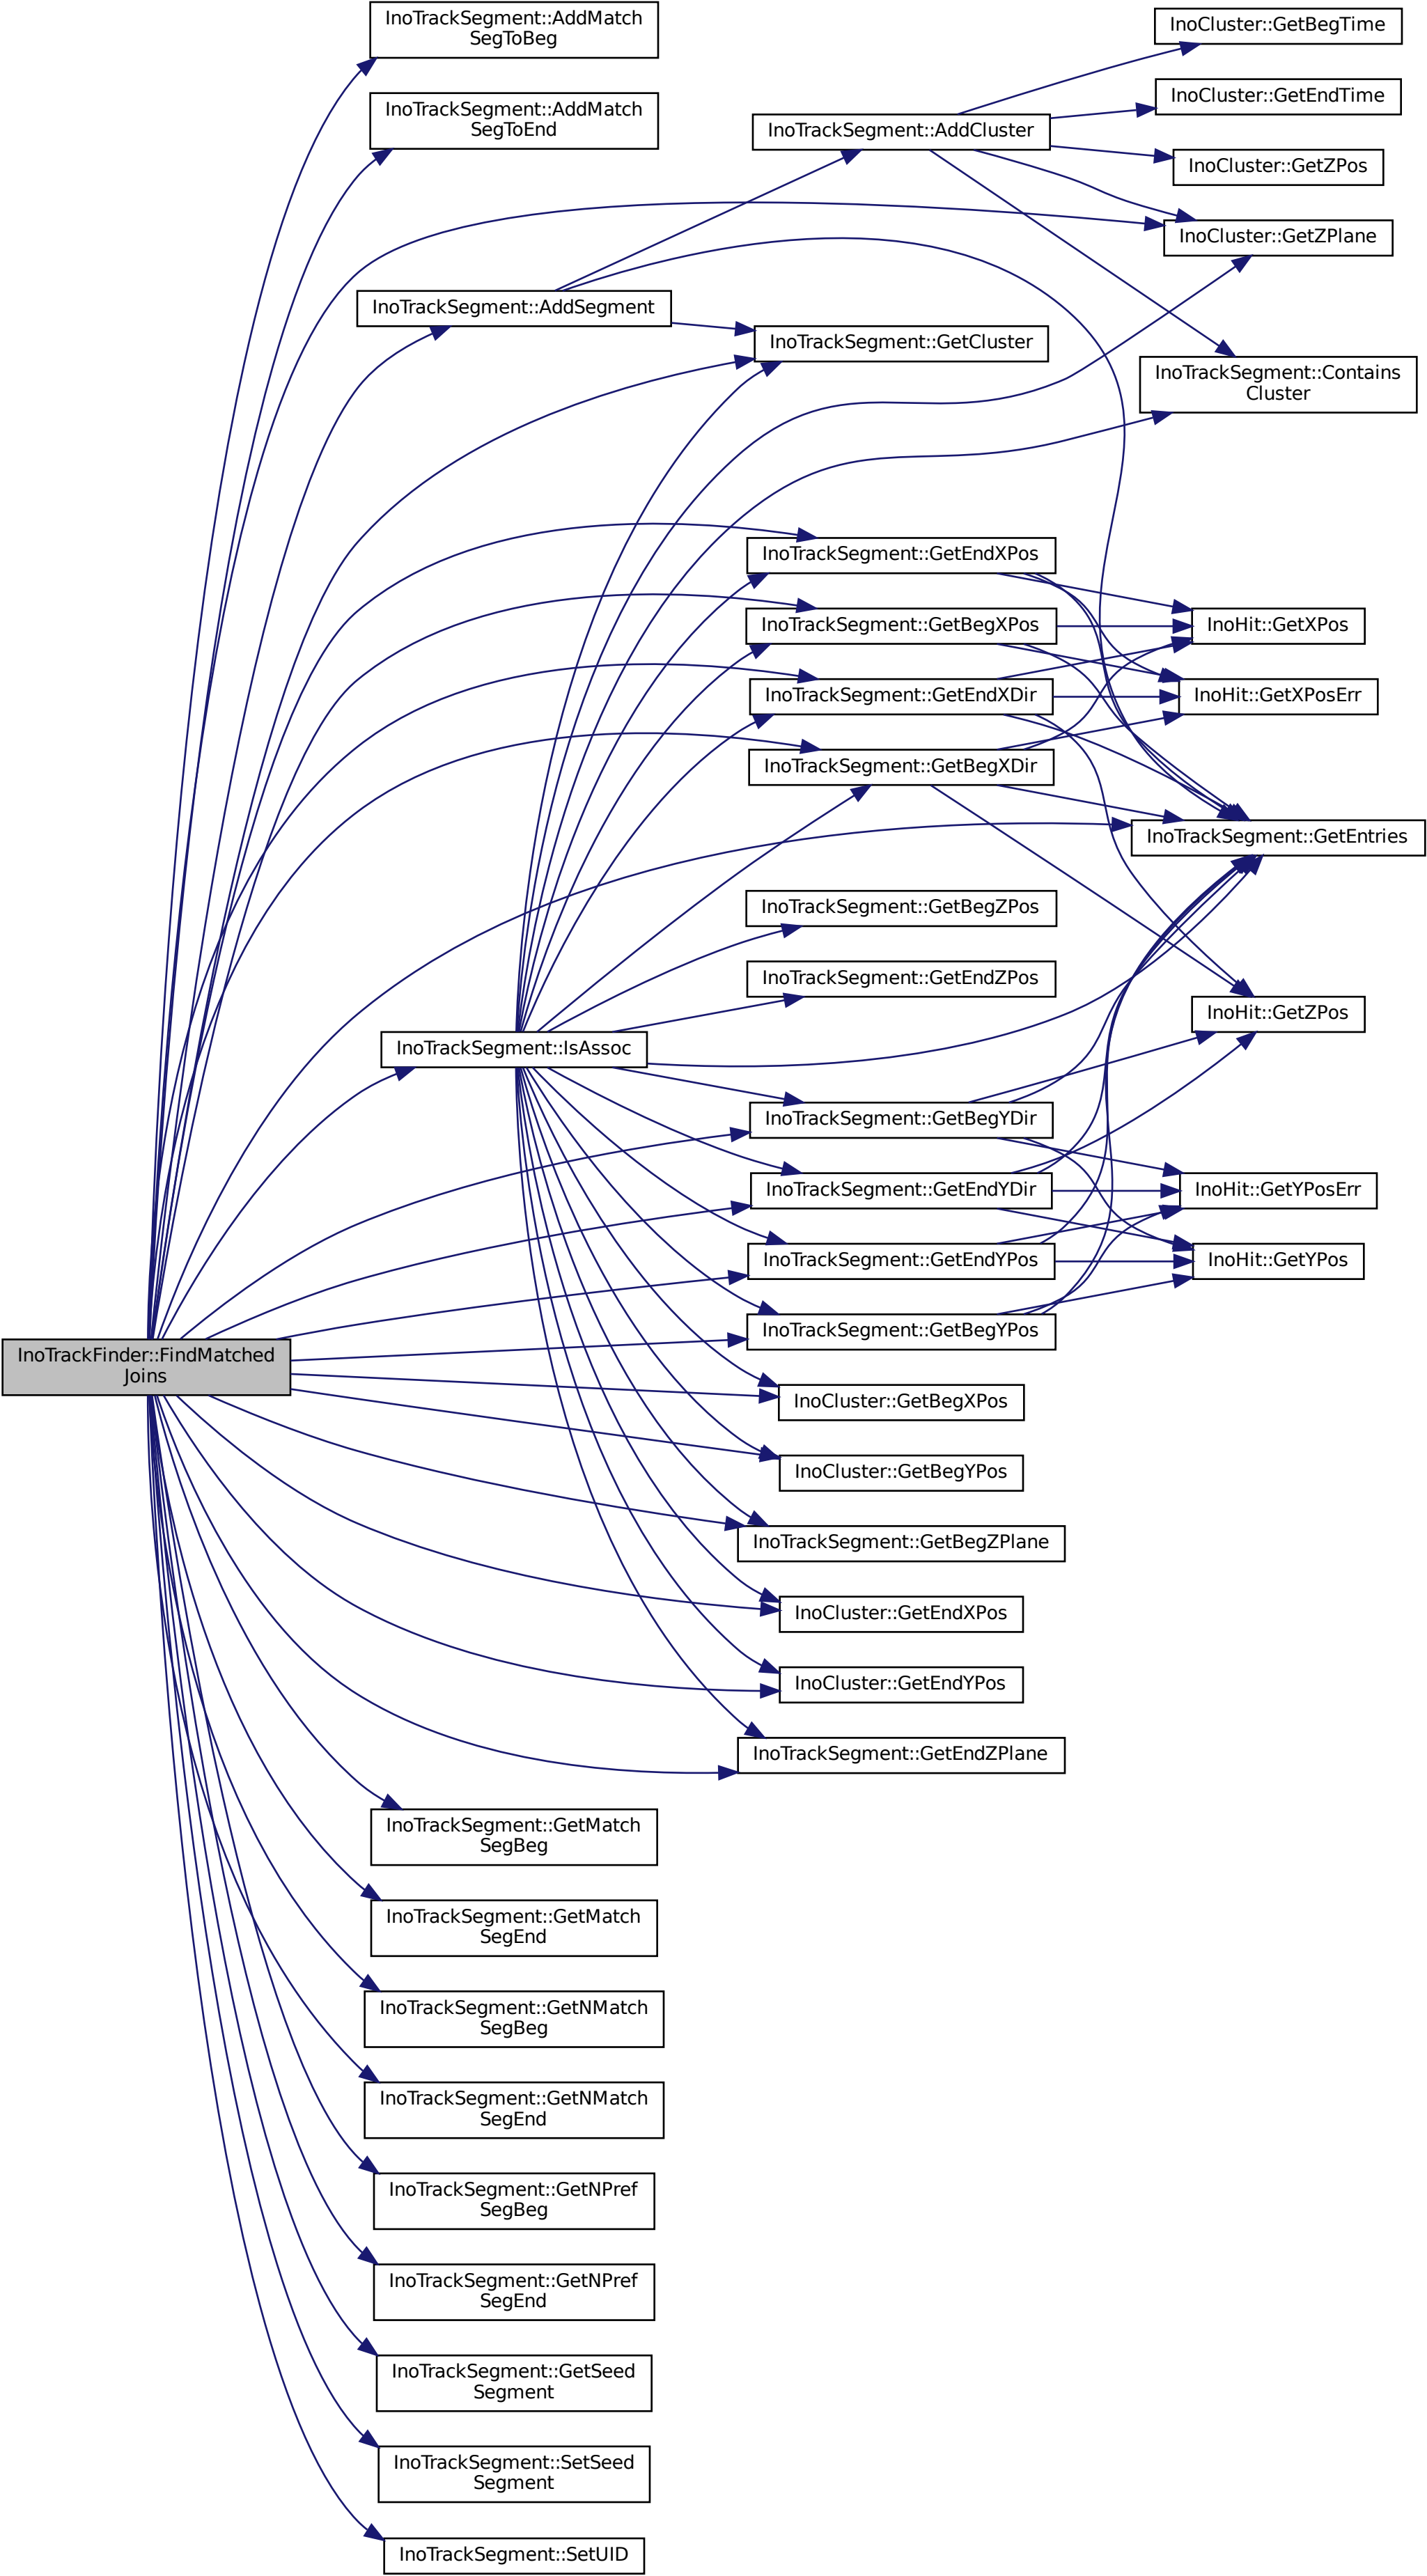 InoTrackSegment::AddMatch
SegToBeg
InoCluster::GetBegTime
InoTrackSegment::AddMatch
SegToEnd
InoCluster::GetEndTime
InoTrackSegment::AddCluster
InoCluster::GetZPos
InoCluster::GetZPlane
InoTrackSegment::AddSegment
InoTrackSegment::GetCluster
InoTrackSegment::Contains
Cluster
InoTrackSegment::GetEndXPos
InoTrackSegment::GetBegXPos
InoHit::GetXPos
InoTrackSegment::GetEndXDir
InoHit::GetXPosErr
InoTrackSegment::GetBegXDir
InoTrackSegment::GetEntries
InoTrackSegment::GetBegZPos
InoTrackSegment::GetEndZPos
InoHit::GetZPos
InoTrackSegment::IsAssoc
InoTrackSegment::GetBegYDir
InoTrackSegment::GetEndYDir
InoHit::GetYPosErr
InoTrackSegment::GetEndYPos
InoHit::GetYPos
InoTrackSegment::GetBegYPos
InoTrackFinder::FindMatched
Joins
InoCluster::GetBegXPos
InoCluster::GetBegYPos
InoTrackSegment::GetBegZPlane
InoCluster::GetEndXPos
InoCluster::GetEndYPos
InoTrackSegment::GetEndZPlane
InoTrackSegment::GetMatch
SegBeg
InoTrackSegment::GetMatch
SegEnd
InoTrackSegment::GetNMatch
SegBeg
InoTrackSegment::GetNMatch
SegEnd
InoTrackSegment::GetNPref
SegBeg
InoTrackSegment::GetNPref
SegEnd
InoTrackSegment::GetSeed
Segment
InoTrackSegment::SetSeed
Segment
InoTrackSegment::SetUID